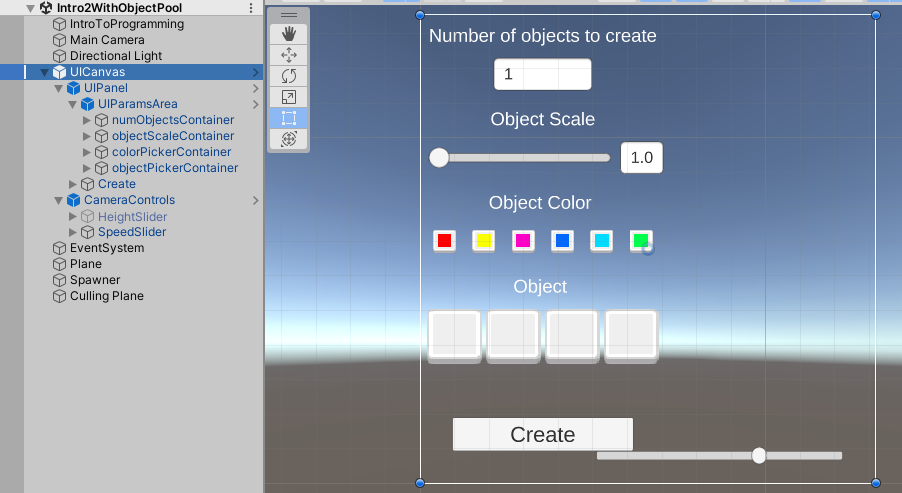 Intro2WithObjectPool
IntroToProgramming
Main Camera
Directional Light
UICanvas
UIPanel
UIParamsArea
numObjectsContainer
objectScaleContainer
colorPickerContainer
objectPickerContainer
Create
CameraControls
HeightSlider
SpeedSlider
EventSystem
Plane
Spawner
Culling Plane
Number of objects to create
1
Object Scale
1.0
Object Color
Object
Create